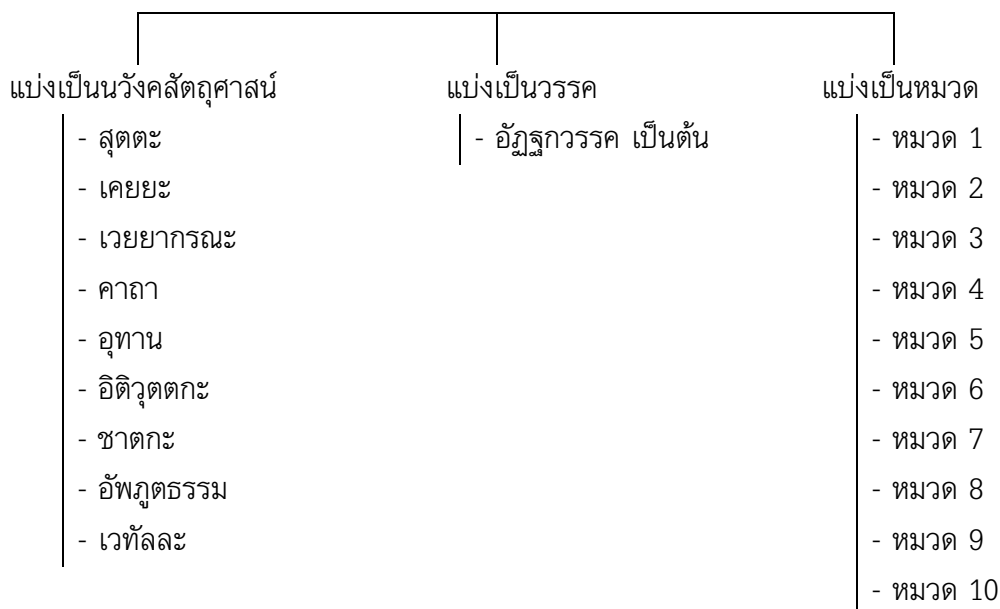 แบ่งเป็นนวังคสัตถุศาสน์
- สุตตะ
- เคยยะ
- เวยยากรณะ
- คาถา
- อุทาน
- อิติวุตตกะ
- ชาตกะ
- อัพภูตธรรม
- เวทัลละ
แบ่งเป็นวรรค
- อัฏฐกวรรค เป็นต้น
แบ่งเป็นหมวด
- หมวด 1
- หมวด 2
- หมวด 3
- หมวด 4
- หมวด 5
- หมวด 6
- หมวด 7
- หมวด 8
- หมวด 9
- หมวด 10